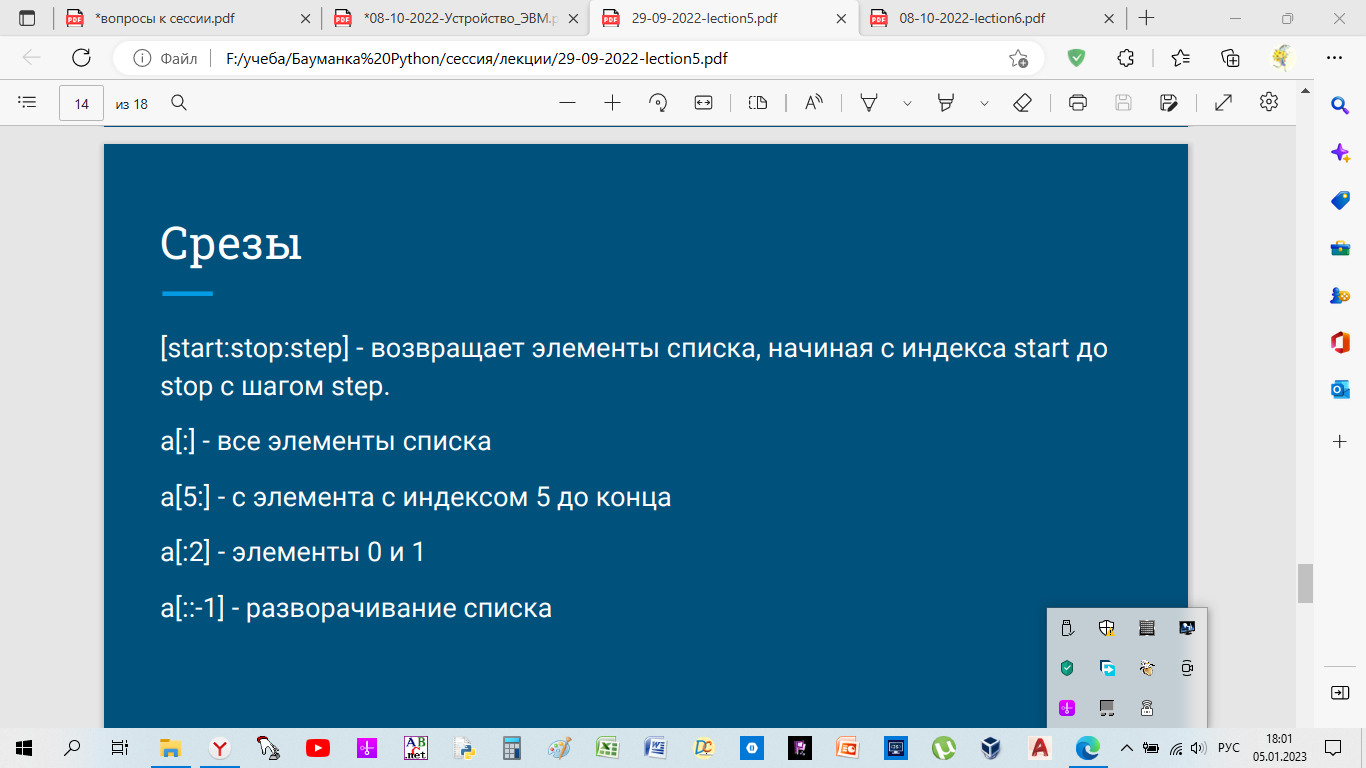 *вопросы к сессии.pdf
*08-10-2022-Устройство_ЭВМ.p
29-09-2022-lection5.pdf
08-10-2022-lection6.pdf
Файл
F:/учеба/Бауманка%20Python/сессия/лекции/29-09-2022-lection5.pdf
14
из 18
Срезы
[start:stop:step] - возвращает элементы списка, начиная с индекса start до
stop с шагом step.
a[:] - все элементы списка
a[5:] - с элемента с индексом 5 до конца
a[:2] - элементы 0 и 1
a[::-1] - разворачивание списка
РУС
18:01
05.01.2023